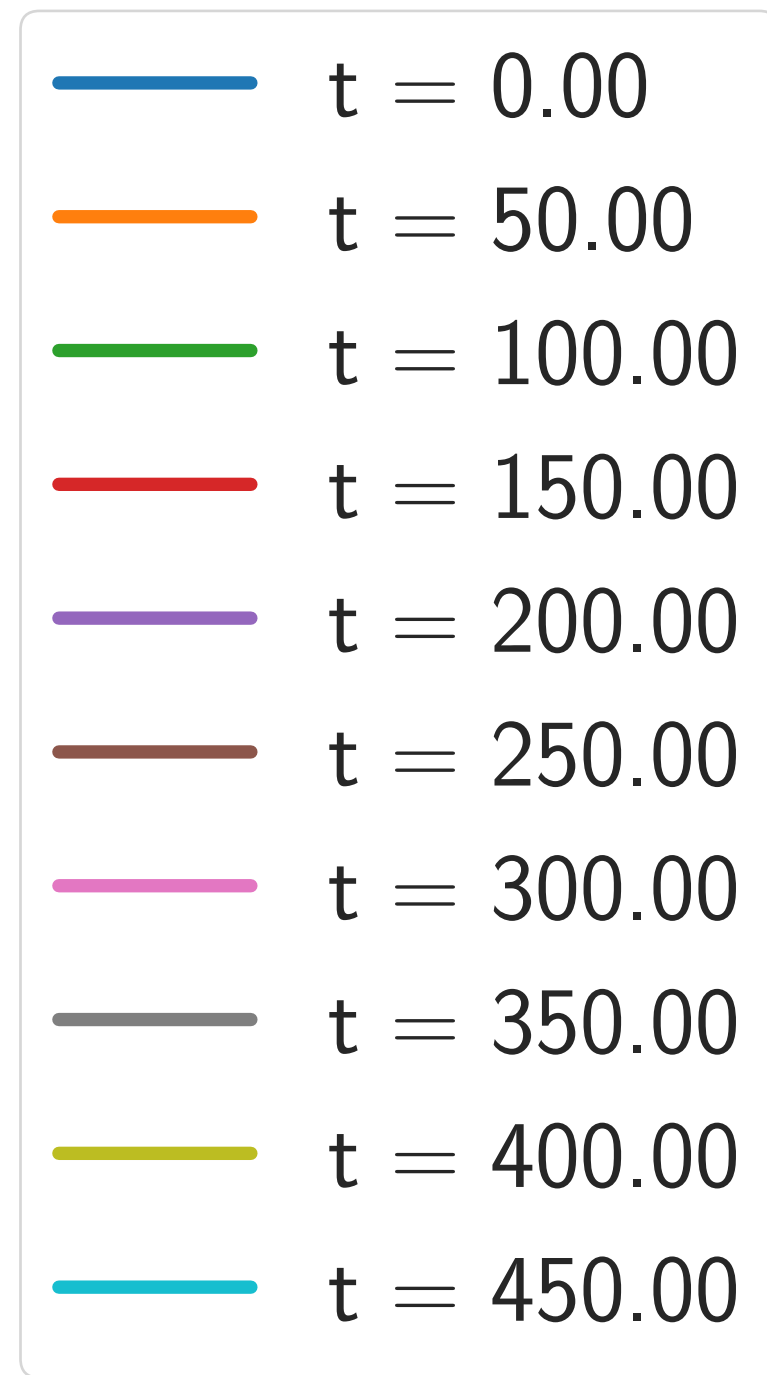 t = 0.00
t = 50.00
t = 100.00
t = 150.00
t = 200.00
t = 250.00
t = 300.00
t = 350.00
t = 400.00
t = 450.00